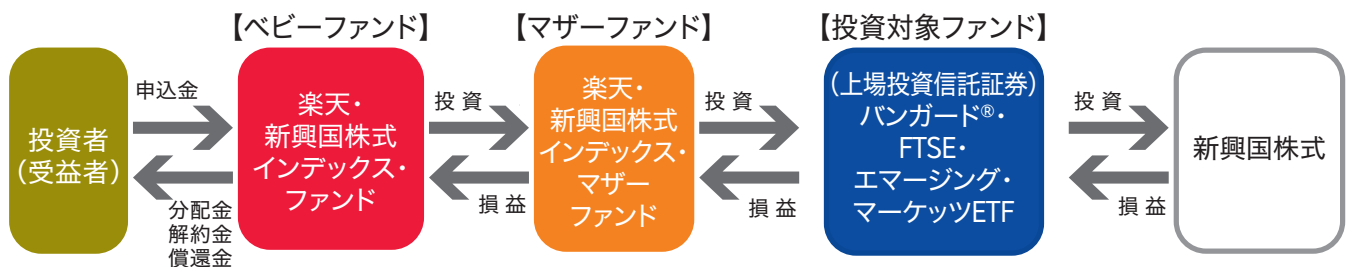 【ベビーファンド】
【マザーファンド】
【投資対象ファンド】
投資者
（受益者）
申込金
分配金
解約金
償還金
楽天・
新興国株式
インデックス・
ファンド
投資
損益
楽天・
新興国株式
インデックス・
マザー
ファンド
投資
損益
（上場投資信託証券）
バンガード®・
FTSE・
エマージング・
マーケッツETF
投資
損益
新興国株式